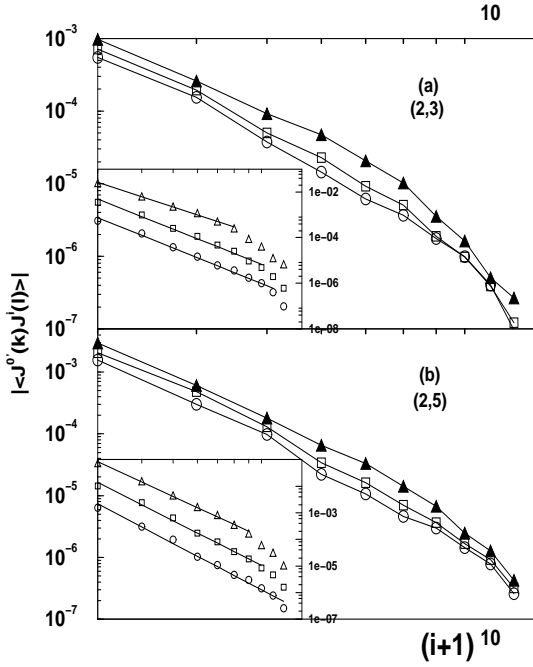 10
10^-3
(a)
(2,3)
10^-4
10^-5
1e−02
1e−04
10^-6
1e−06
10^-7
1e−08
|<J^0'(k)J^i(l)>|
10^-3
(b)
(2,5)
10^-4
10^-5
1e−03
1e−05
10^-6
10^-7
1e−07
(i+1)
10